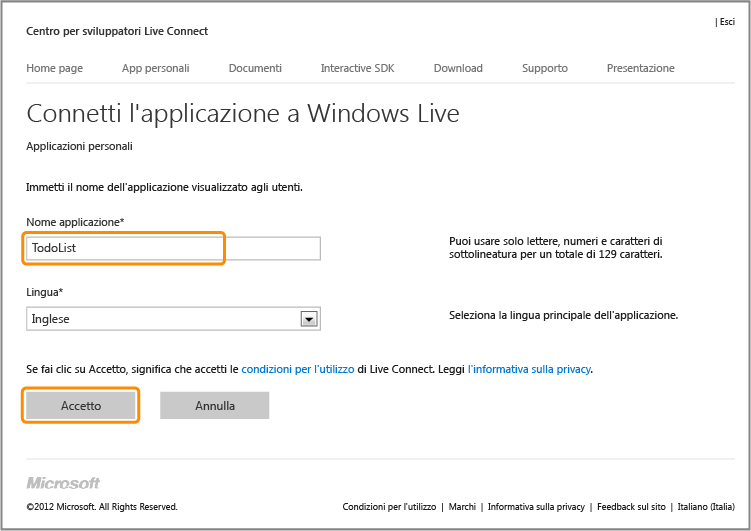 | Esci
Centro per sviluppatori Live Connect
Home page App personali Documenti Interactive SDK Download Supporto Presentazione
Connetti l'applicazione a Windows Live
Applicazioni personali
Immetti il nome dell'applicazione visualizzato agli utenti.
Nome applicazione*
TodoList
Puoi usare solo lettere, numeri e caratteri di
sottolineatura per un totale di 129 caratteri.
Lingua*
Inglese
Seleziona la lingua principale dell'applicazione.
Se fai clic su Accetto, significa che accetti le condizioni per l'utilizzo di Live Connect. Leggi l'informativa sulla privacy.
Accetto Annulla
Microsoft
©2012 Microsoft. All Rights Reserved. Condizioni per l'utilizzo | Marchi | Informativa sulla privacy | Feedback sul sito | Italiano (Italia)